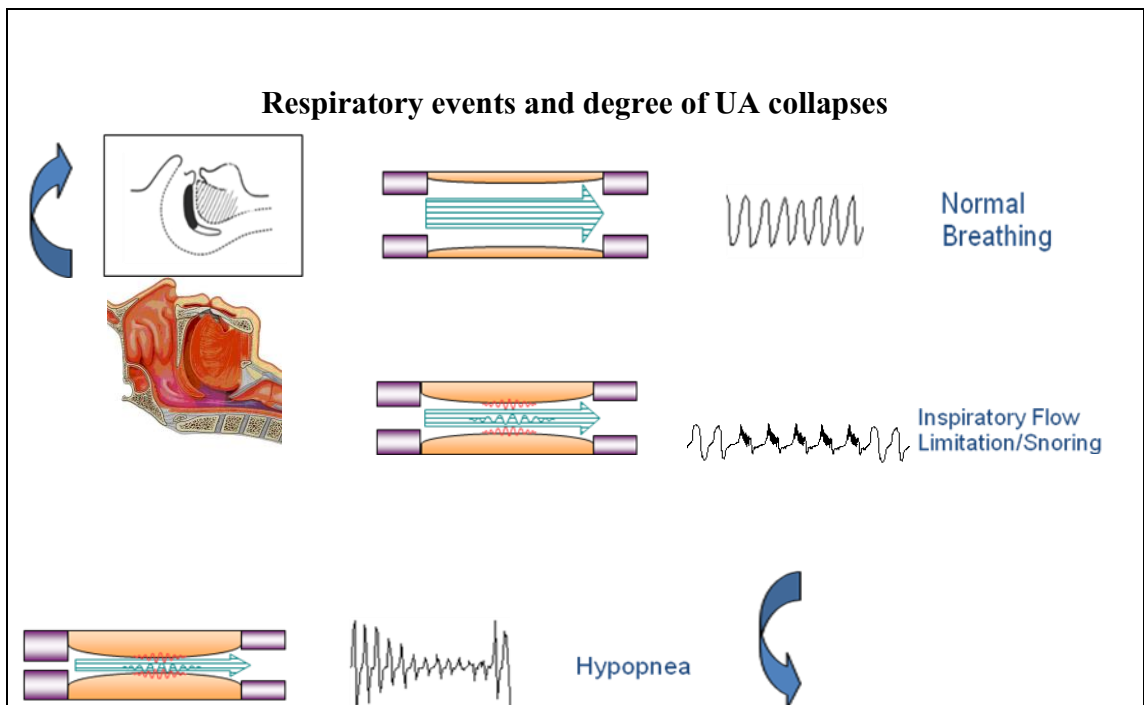 Respiratory events and degree of UA collapses
Normal
Breathing
Inspiratory Flow
Limitation/Snoring
Hypopnea